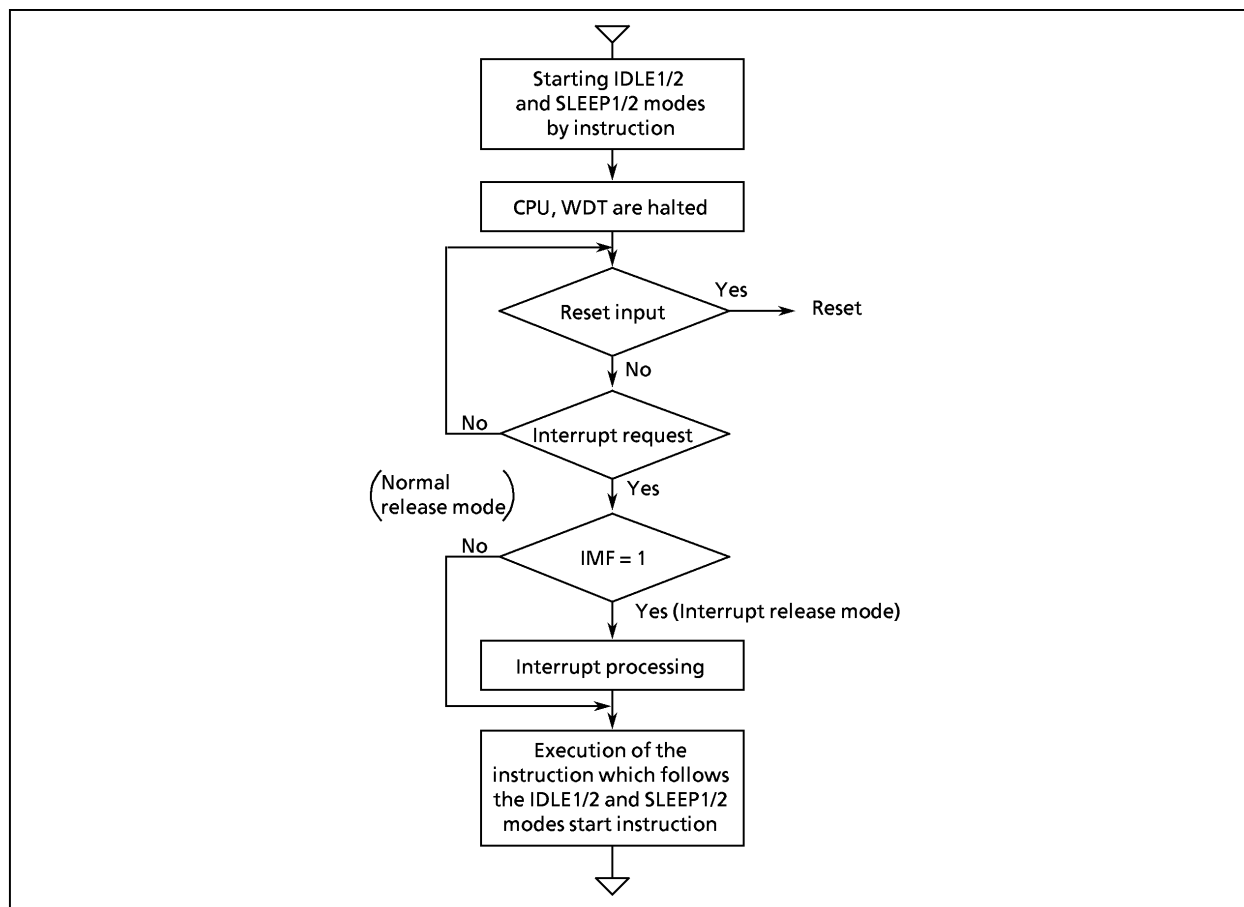 Starting IDLE1/2
and SLEEP1/2 modes
by instruction
CPU, WDT are halted
Reset input
Yes
Reset
No
Interrupt request
No
Yes
(Normal
release mode)
IMF = 1
No
Yes (Interrupt release mode)
Interrupt processing
Execution of the
instruction which follows
the IDLE1/2 and SLEEP1/2
modes start instruction